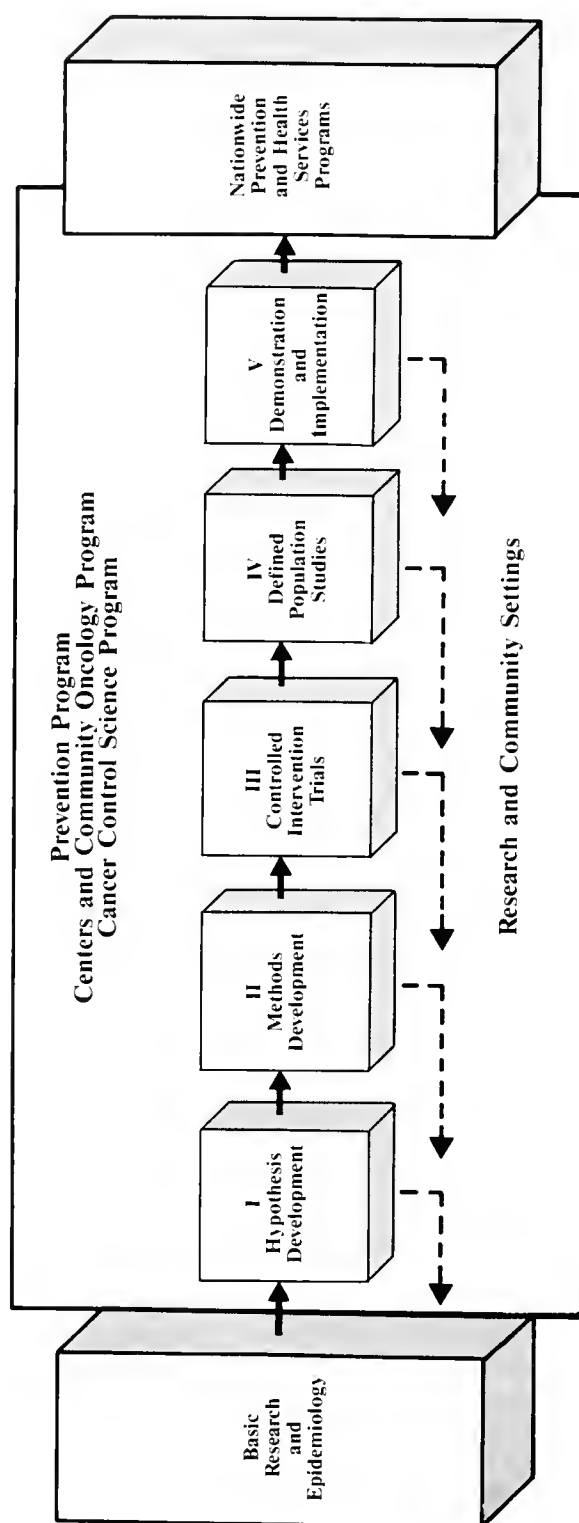 Prevention Program
Centers and Community Oncology Program
Cancer Control Science Program
Basic
Research
and
Epidemiology
I
Hypothesis
Development
II
Methods
Development
III
Controlled
Intervention
Trials
IV
Defined
Population
Studies
V
Demonstration
and
Implementation
Nationwide
Prevention
and Health
Services
Programs
Research and Community Settings